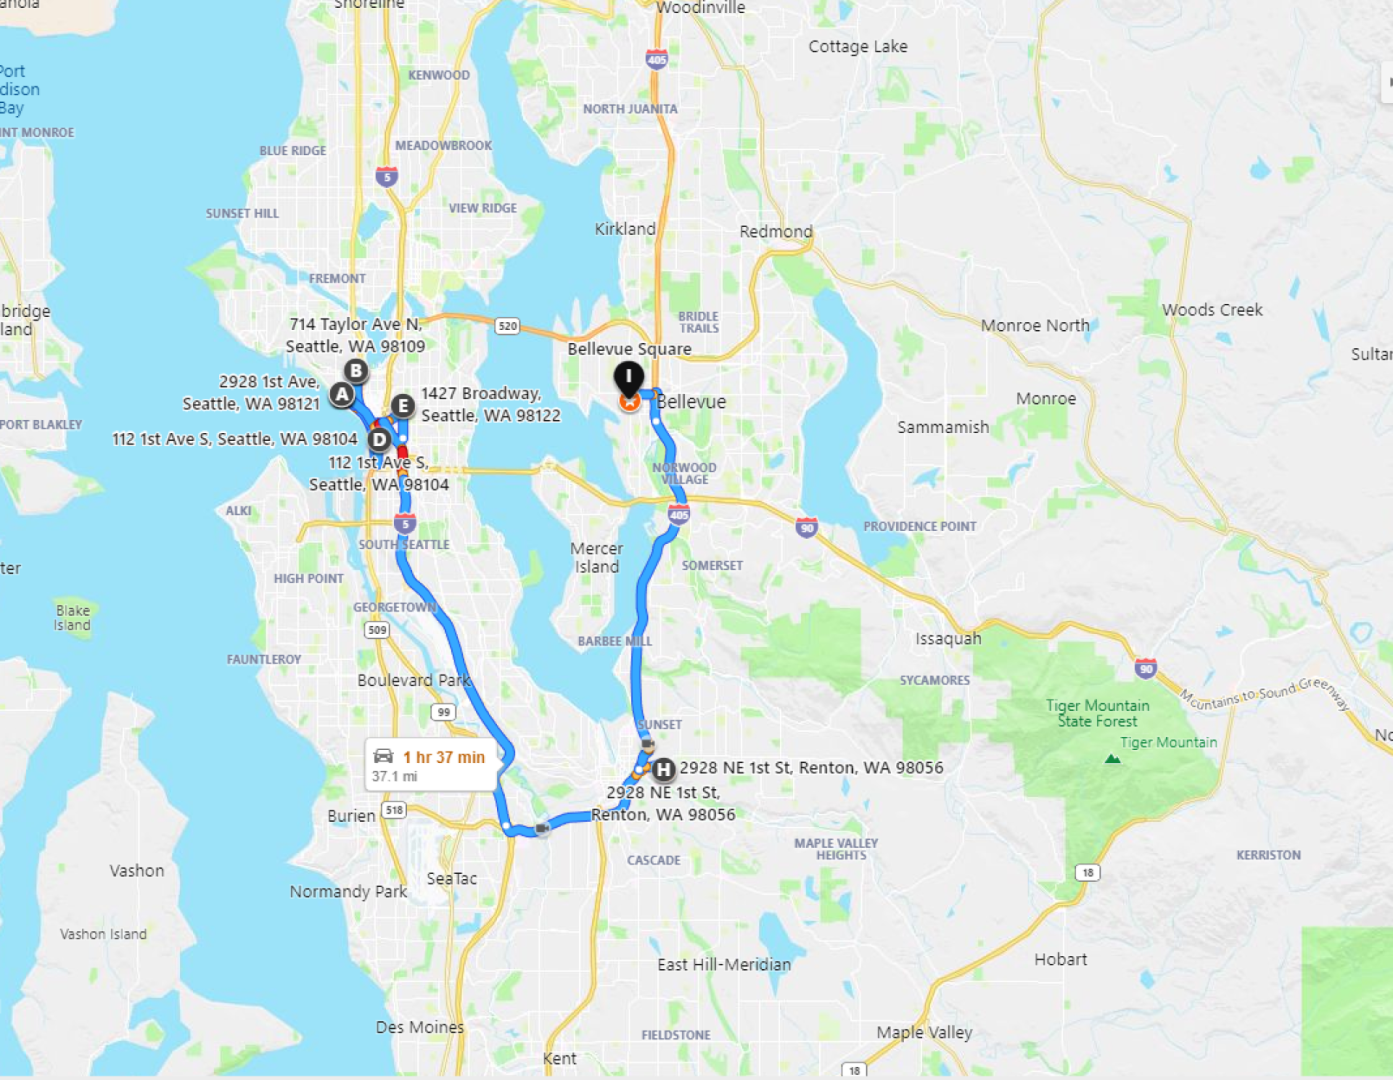 Shoreline
Woodinville
Cottage Lake
405
KENWOOD
Port
dison
Bay
NORTH JUANITA
INT MONROE
BLUE RIDGE
MEADOWBROOK
5
SUNSET HILL
VIEW RIDGE
Kirkland
Redmond
FREMONT
bridge
land
520
BRIDLE
TRAILS
Woods Creek
Monroe North
714 Taylor Ave N,
Seattle, WA 98109
Bellevue Square
Sultan
B
I
2928 1st Ave,
Seattle, WA 98121
A
E
1427 Broadway,
Seattle, WA 98122
Bellevue
Monroe
PORT BLAKLEY
Sammamish
112 1st Ave S, Seattle, WA 98104
D
112 1st Ave S,
Seattle, WA 98104
NORWOOD
VILLAGE
ALKI
5
405
90
PROVIDENCE POINT
SOUTH SEATTLE
Mercer
Island
SOMERSET
ter
HIGH POINT
GEORGETOWN
Blake
Island
509
BARBEE MILL
Issaquah
FAUNTLEROY
90
Boulevard Park
SYCAMORES
Mountains to Sound Greenway
99
SUNSET
Tiger Mountain
State Forest
Tiger Mountain
No
1 hr 37 min
37.1 mi
H
2928 NE 1st St, Renton, WA 98056
2928 NE 1st St,
Renton, WA 98056
Burien
518
MAPLE VALLEY
HEIGHTS
CASCADE
KERRISTON
Vashon
SeaTac
18
Normandy Park
Vashon Island
East Hill-Meridian
Hobart
Des Moines
FIELDSTONE
Maple Valley
Kent
18